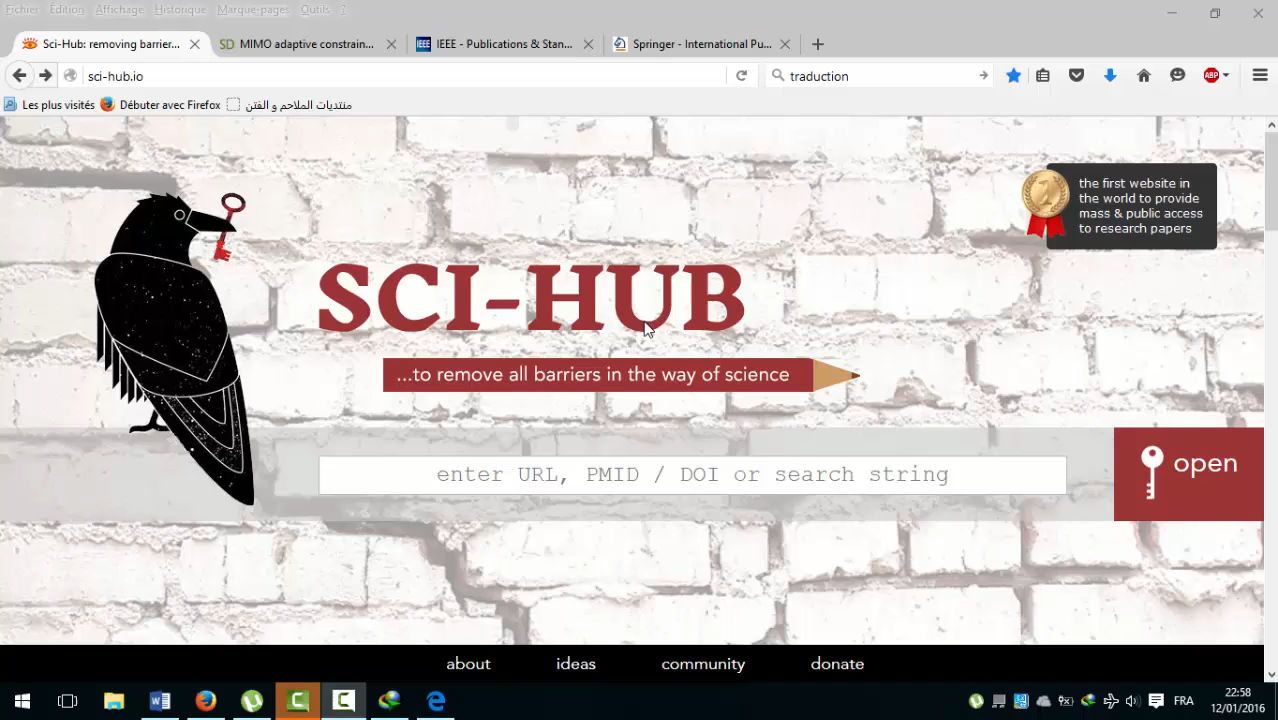 Fichier Édition Affichage Historique Marque-pages Outils ?
Sci-Hub: removing barrier...
MIMO adaptive constrain...
IEEE - Publications & Stan...
Springer - International Pu...
sci-hub.io
traduction
ABP
Les plus visités
Débuter avec Firefox
منتديات الملاحم و الفتن
the first website in
the world to provide
mass & public access
to research papers
SCI-HUB
...to remove all barriers in the way of science
enter URL, PMID / DOI or search string
open
about ideas community donate
FRA
22:58
12/01/2016